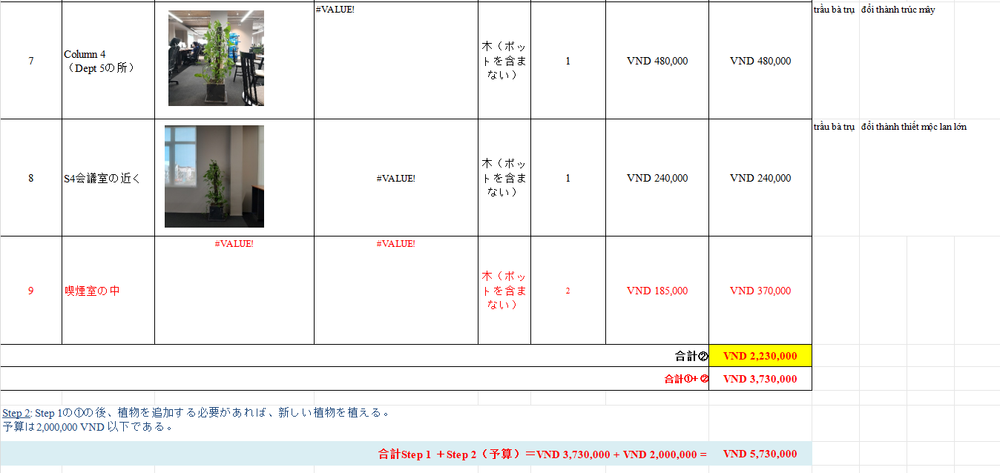 #VALUE!
trầu bà trụ đổi thành trúc mây
7
Column 4
（Dept 5の所）
木（ポッ
トを含ま
ない）
1
VND 480,000
VND 480,000
trầu bà trụ đổi thành thiết mộc lan lớn
8
S4会議室の近く
#VALUE!
木（ポッ
トを含ま
ない）
1
VND 240,000
VND 240,000
#VALUE!
#VALUE!
9
喫煙室の中
木（ポッ
トを含ま
ない）
2
VND 185,000
VND 370,000
合計② VND 2,230,000
合計①+② VND 3,730,000
Step 2: Step 1の①の後、植物を追加する必要があれば、新しい植物を植える。
予算は2,000,000 VND 以下である。
合計Step 1 ＋Step 2（予算）＝VND 3,730,000 + VND 2,000,000 = VND 5,730,000